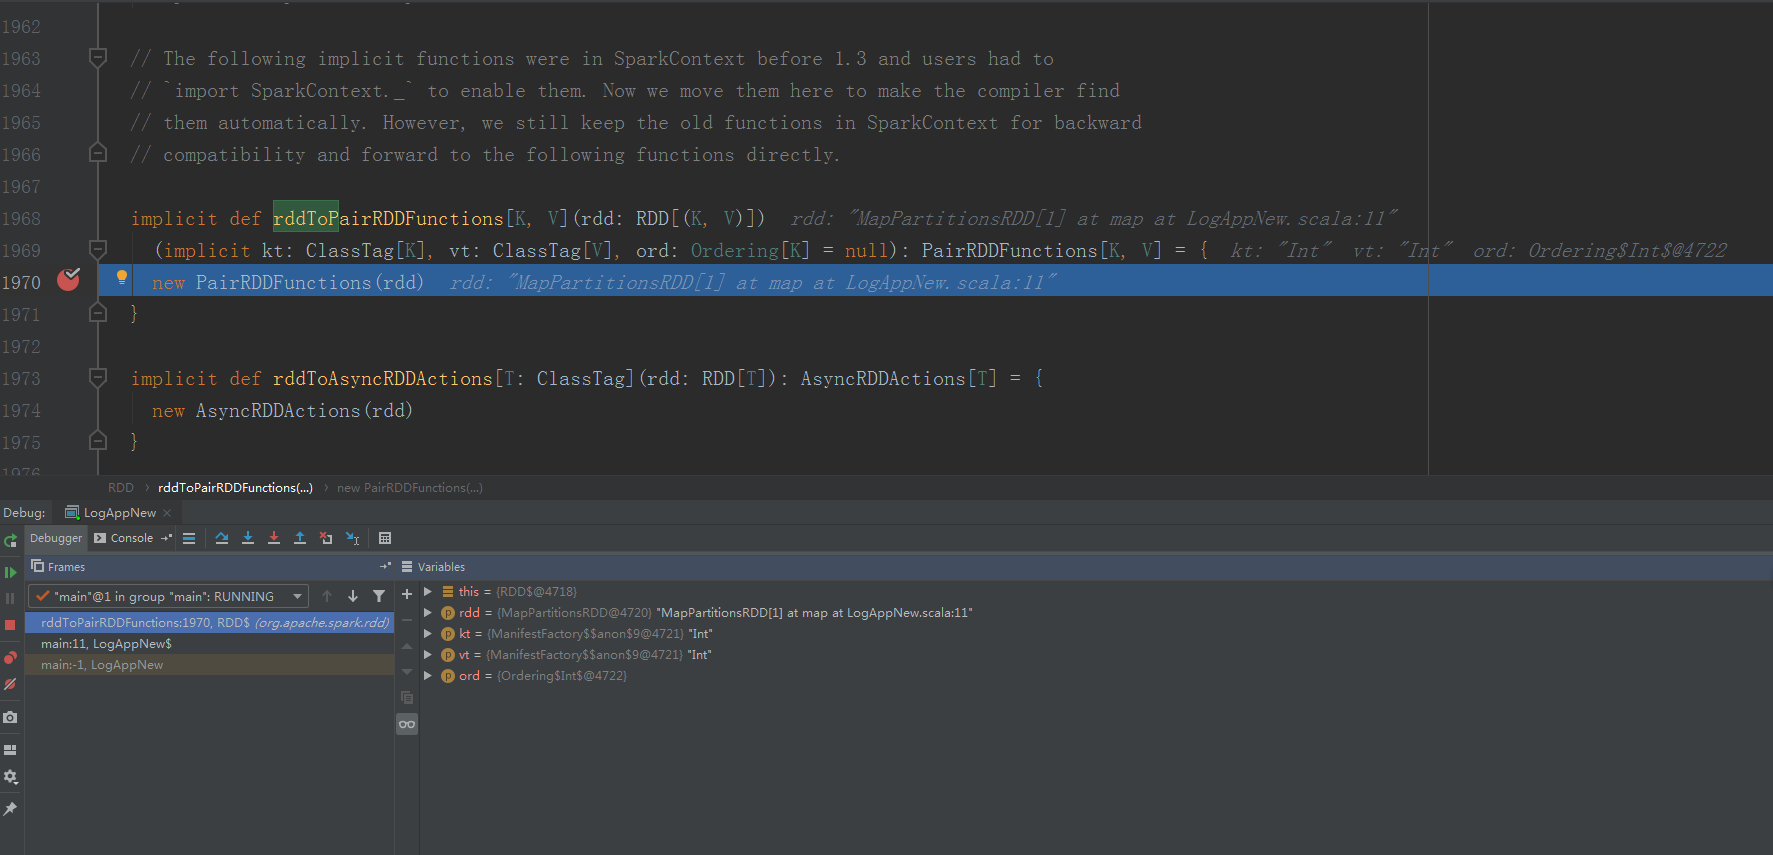 1962
1963 // The following implicit functions were in SparkContext before 1.3 and users had to
1964 // `import SparkContext._` to enable them. Now we move them here to make the compiler find
1965 // them automatically. However, we still keep the old functions in SparkContext for backward
1966 // compatibility and forward to the following functions directly.
1967
1968 implicit def rddToPairRDDFunctions[K, V](rdd: RDD[(K, V)]) rdd: "MapPartitionsRDD[1] at map at LogAppNew.scala:11"
1969 (implicit kt: ClassTag[K], vt: ClassTag[V], ord: Ordering[K] = null): PairRDDFunctions[K, V] = { kt: "Int" vt: "Int" ord: Ordering$Int$@4722
1970 new PairRDDFunctions(rdd) rdd: "MapPartitionsRDD[1] at map at LogAppNew.scala:11"
1971 }
1972
1973 implicit def rddToAsyncRDDActions[T: ClassTag](rdd: RDD[T]): AsyncRDDActions[T] = {
1974 new AsyncRDDActions(rdd)
1975 }
1976
RDD › rddToPairRDDFunctions(...) › new PairRDDFunctions(...)
Debug: LogAppNew ×
Debugger Console
Frames Variables
"main"@1 in group "main": RUNNING
rddToPairRDDFunctions:1970, RDD$ (org.apache.spark.rdd)
main:11, LogAppNew$
main:-1, LogAppNew
this = {RDD$@4718}
rdd = {MapPartitionsRDD@4720} "MapPartitionsRDD[1] at map at LogAppNew.scala:11"
kt = {ManifestFactory$$anon$9@4721} "Int"
vt = {ManifestFactory$$anon$9@4721} "Int"
ord = {Ordering$Int$@4722}